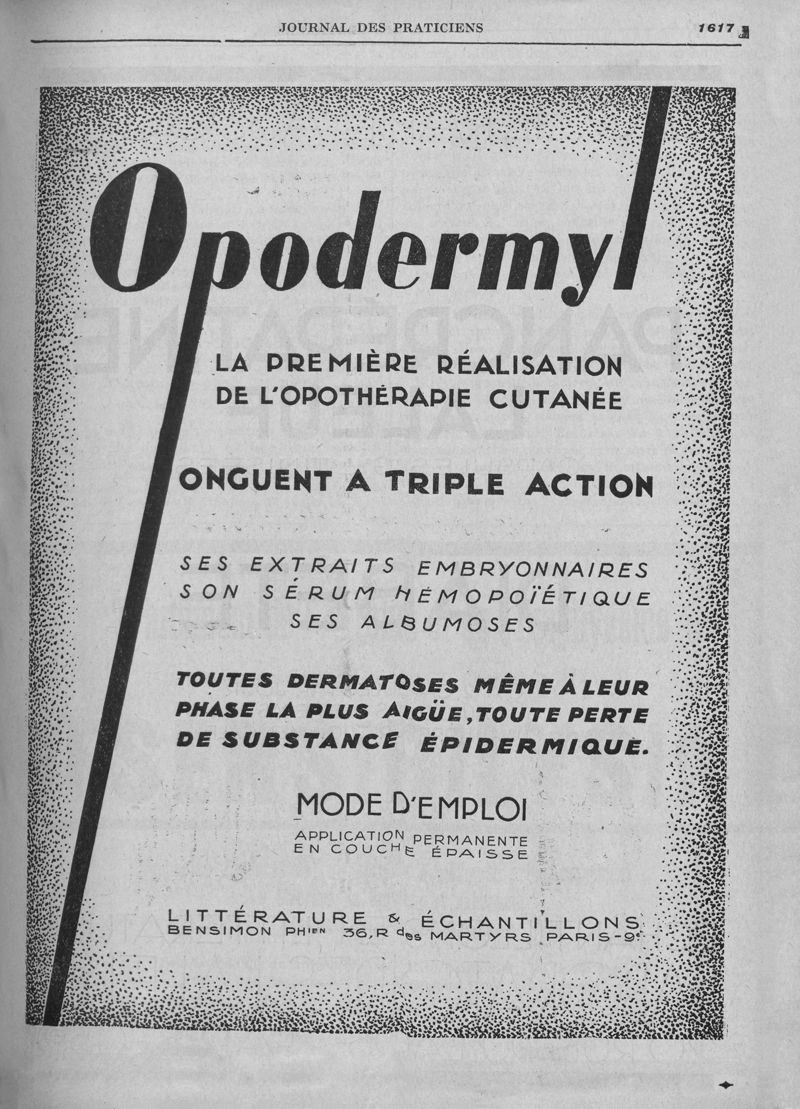 JOURNAL DES PRATICIENS
1617
Opodermyl
LA PREMIÈRE RÉALISATION
DE L'OPOTHÉRAPIE CUTANÉE
ONGUENT A TRIPLE ACTION
SES EXTRAITS EMBRYONNAIRES
SON SÉRUM HÉMOPOÏÉTIQUE
SES ALBUMOSES
TOUTES DERMATOSES MÊME À LEUR
PHASE LA PLUS AIGÜE, TOUTE PERTE
DE SUBSTANCE ÉPIDERMIQUE.
MODE D'EMPLOI
APPLICATION PERMANENTE
EN COUCHE ÉPAISSE
LITTÉRATURE & ÉCHANTILLONS
BENSIMON PHIEN 36, R des MARTYRS PARIS-9e